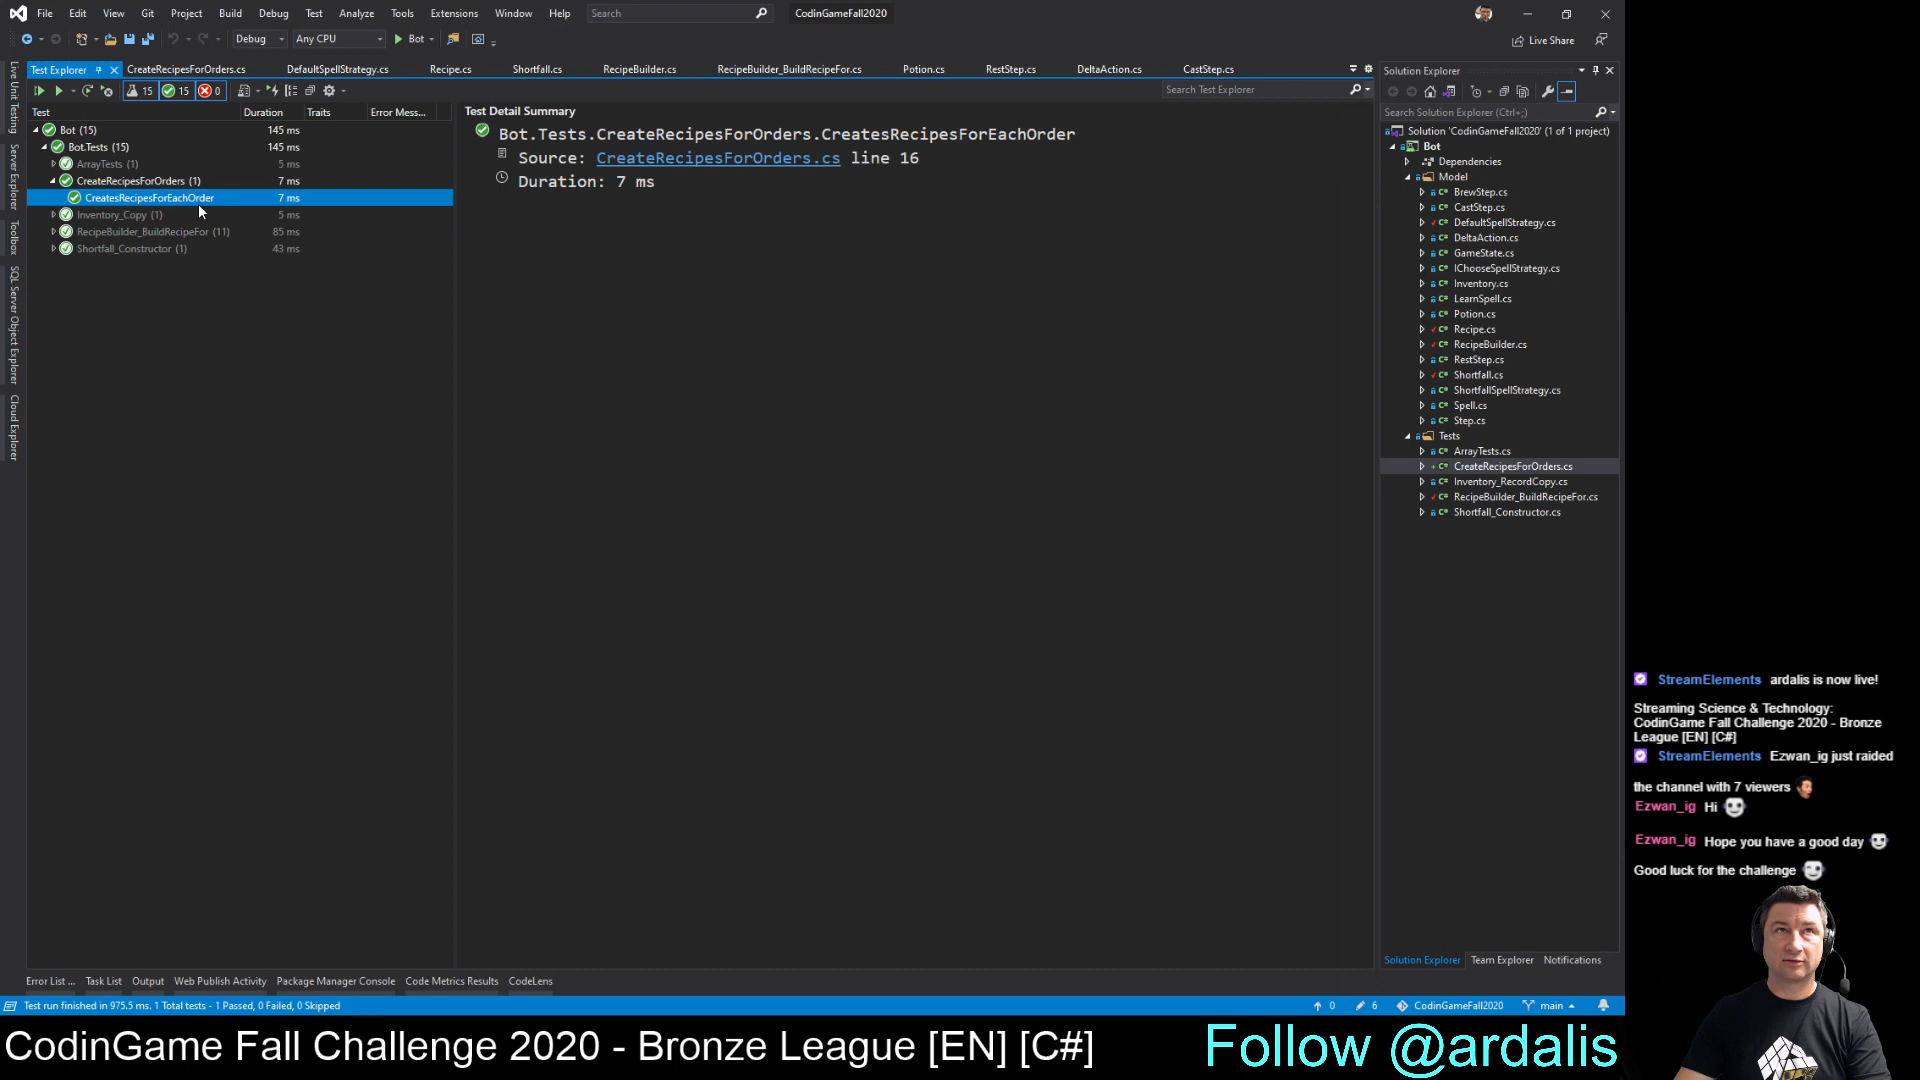 File Edit View Git Project Build Debug Test Analyze Tools Extensions Window Help Search CodinGameFall2020
Debug Any CPU Bot Live Share
Test Explorer CreateRecipesForOrders.cs DefaultSpellStrategy.cs Recipe.cs Shortfall.cs RecipeBuilder.cs RecipeBuilder_BuildRecipeFor.cs Potion.cs RestStep.cs DeltaAction.cs CastStep.cs
15 15 0 Search Test Explorer
Live Unit Testing
Server Explorer
Toolbox
SQL Server Object Explorer
Cloud Explorer
Test Duration Traits Error Mess...
Bot (15) 145 ms
Bot.Tests (15) 145 ms
ArrayTests (1) 5 ms
CreateRecipesForOrders (1) 7 ms
CreatesRecipesForEachOrder 7 ms
Inventory_Copy (1) 5 ms
RecipeBuilder_BuildRecipeFor (11) 85 ms
Shortfall_Constructor (1) 43 ms
Test Detail Summary
Bot.Tests.CreateRecipesForOrders.CreatesRecipesForEachOrder
Source: CreateRecipesForOrders.cs line 16
Duration: 7 ms
Solution Explorer
Search Solution Explorer (Ctrl+;)
Solution 'CodinGameFall2020' (1 of 1 project)
Bot
Dependencies
Model
BrewStep.cs
CastStep.cs
DefaultSpellStrategy.cs
DeltaAction.cs
GameState.cs
IChooseSpellStrategy.cs
Inventory.cs
LearnSpell.cs
Potion.cs
Recipe.cs
RecipeBuilder.cs
RestStep.cs
Shortfall.cs
ShortfallSpellStrategy.cs
Spell.cs
Step.cs
Tests
ArrayTests.cs
CreateRecipesForOrders.cs
Inventory_RecordCopy.cs
RecipeBuilder_BuildRecipeFor.cs
Shortfall_Constructor.cs
Solution Explorer Team Explorer Notifications
Error List ... Task List Output Web Publish Activity Package Manager Console Code Metrics Results CodeLens
Test run finished in 975.5 ms. 1 Total tests - 1 Passed, 0 Failed, 0 Skipped 0 6 CodinGameFall2020 main
StreamElements ardalis is now live!
Streaming Science & Technology:
CodinGame Fall Challenge 2020 - Bronze
League [EN] [C#]
StreamElements Ezwan_ig just raided
the channel with 7 viewers
Ezwan_ig Hi
Ezwan_ig Hope you have a good day
Good luck for the challenge
CodinGame Fall Challenge 2020 - Bronze League [EN] [C#] Follow @ardalis